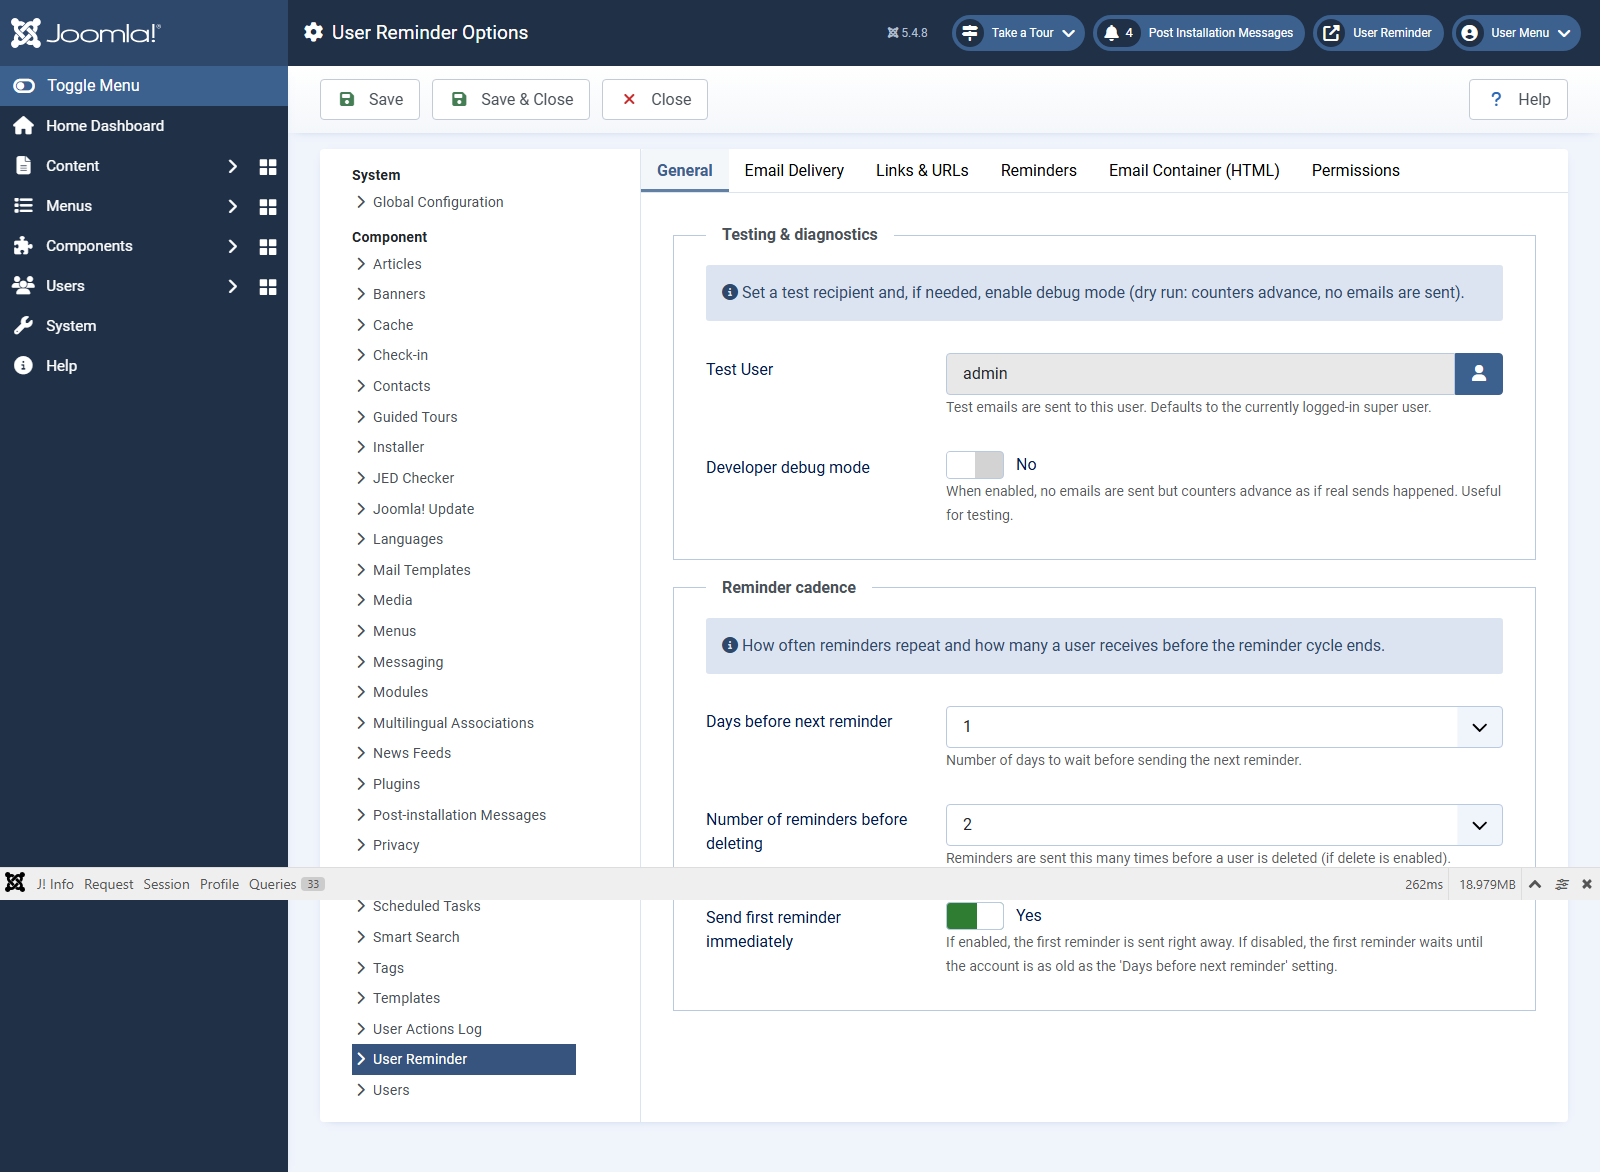 Joomla!®
User Reminder Options
5.4.8
Take a Tour
4 Post Installation Messages
User Reminder
User Menu
Toggle Menu
Home Dashboard
Content
Menus
Components
Users
System
Help
Save
Save & Close
Close
? Help
System
Global Configuration
Component
Articles
Banners
Cache
Check-in
Contacts
Guided Tours
Installer
JED Checker
Joomla! Update
Languages
Mail Templates
Media
Menus
Messaging
Modules
Multilingual Associations
News Feeds
Plugins
Post-installation Messages
Privacy
Scheduled Tasks
Smart Search
Tags
Templates
User Actions Log
User Reminder
Users
General
Email Delivery
Links & URLs
Reminders
Email Container (HTML)
Permissions
Testing & diagnostics
Set a test recipient and, if needed, enable debug mode (dry run: counters advance, no emails are sent).
Test User
admin
Test emails are sent to this user. Defaults to the currently logged-in super user.
Developer debug mode
No
When enabled, no emails are sent but counters advance as if real sends happened. Useful
for testing.
Reminder cadence
How often reminders repeat and how many a user receives before the reminder cycle ends.
Days before next reminder
1
Number of days to wait before sending the next reminder.
Number of reminders before
deleting
2
Reminders are sent this many times before a user is deleted (if delete is enabled).
Send first reminder
immediately
Yes
If enabled, the first reminder is sent right away. If disabled, the first reminder waits until
the account is as old as the 'Days before next reminder' setting.
J! Info
Request
Session
Profile
Queries 33
262ms
18.979MB